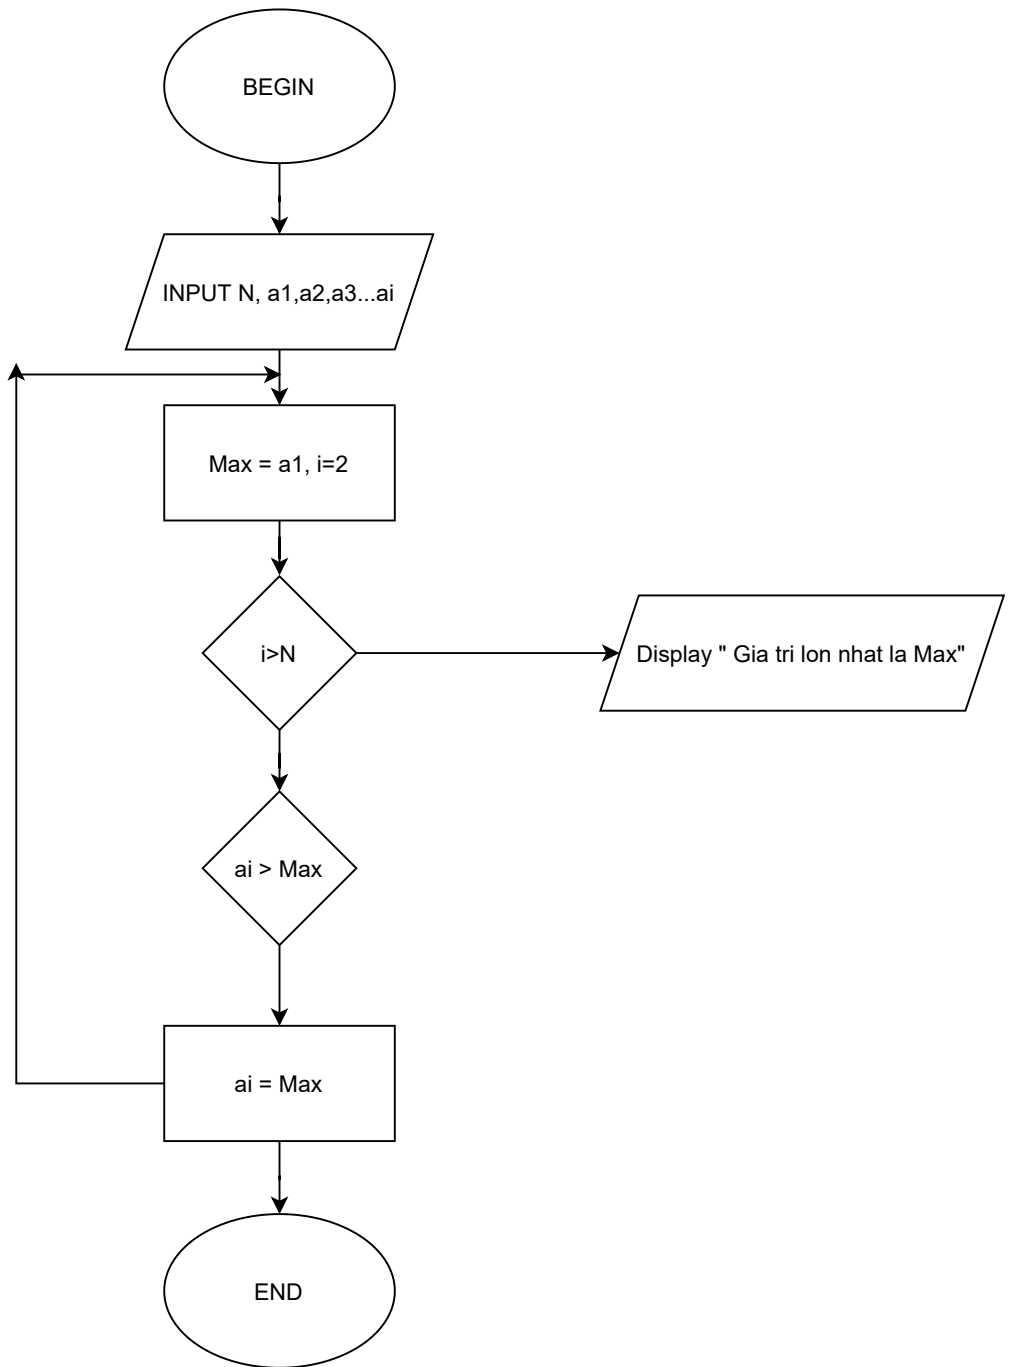 BEGIN
INPUT N, a1,a2,a3...ai
Max = a1, i=2
i>N
Display " Gia tri lon nhat la Max"
ai > Max
ai = Max
END